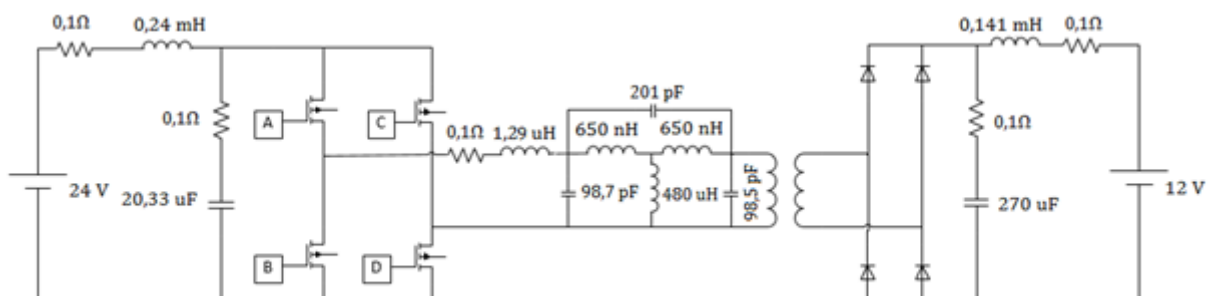 0,1Ω
0,24 mH
0,1Ω
20,33 uF
24 V
A
B
C
D
0,1Ω
1,29 uH
201 pF
650 nH
650 nH
98,7 pF
480 uH
98,5 pF
0,141 mH
0,1Ω
0,1Ω
270 uF
12 V